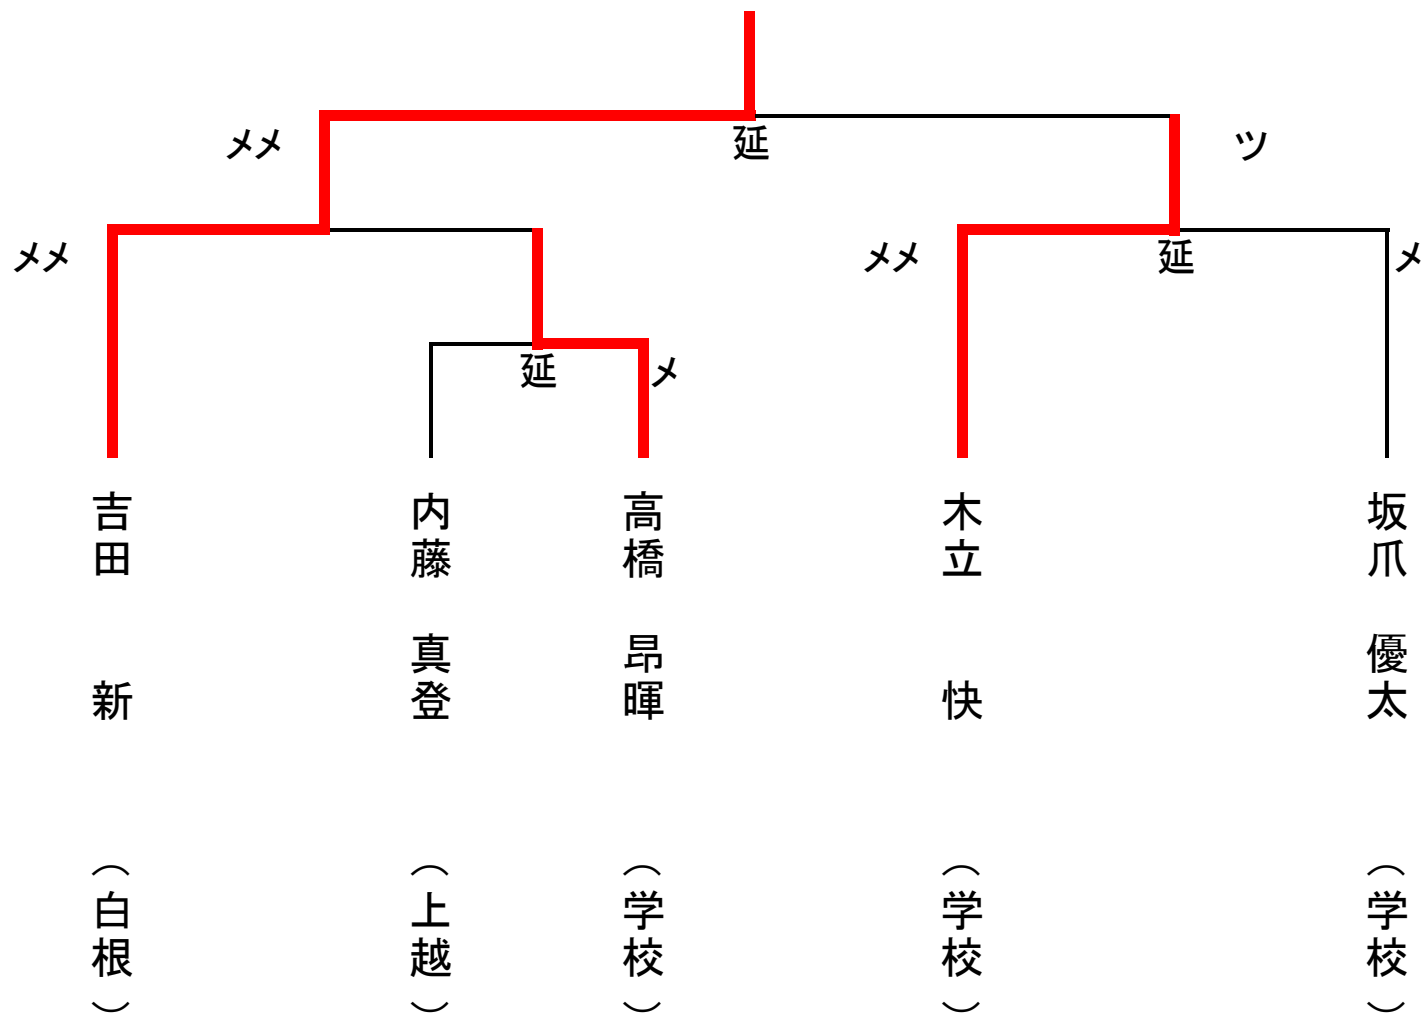 メメ
延
ツ
メメ
メメ
延
メ
延
メ
吉田 新 （白根）
内藤 真登 （上越）
高橋 昂暉 （学校）
木立 快 （学校）
坂爪 優太 （学校）